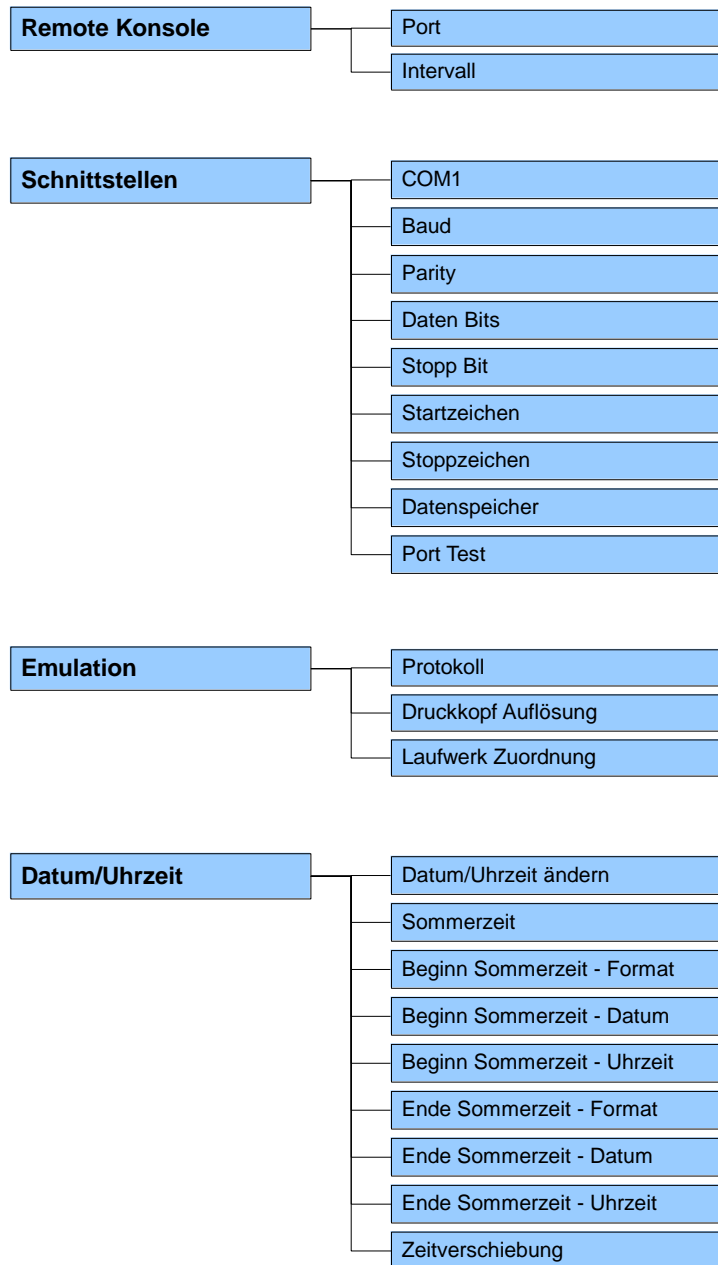 Remote Konsole
Port
Intervall
Schnittstellen
COM1
Baud
Parity
Daten Bits
Stopp Bit
Startzeichen
Stoppzeichen
Datenspeicher
Port Test
Emulation
Protokoll
Druckkopf Auflösung
Laufwerk Zuordnung
Datum/Uhrzeit
Datum/Uhrzeit ändern
Sommerzeit
Beginn Sommerzeit - Format
Beginn Sommerzeit - Datum
Beginn Sommerzeit - Uhrzeit
Ende Sommerzeit - Format
Ende Sommerzeit - Datum
Ende Sommerzeit - Uhrzeit
Zeitverschiebung